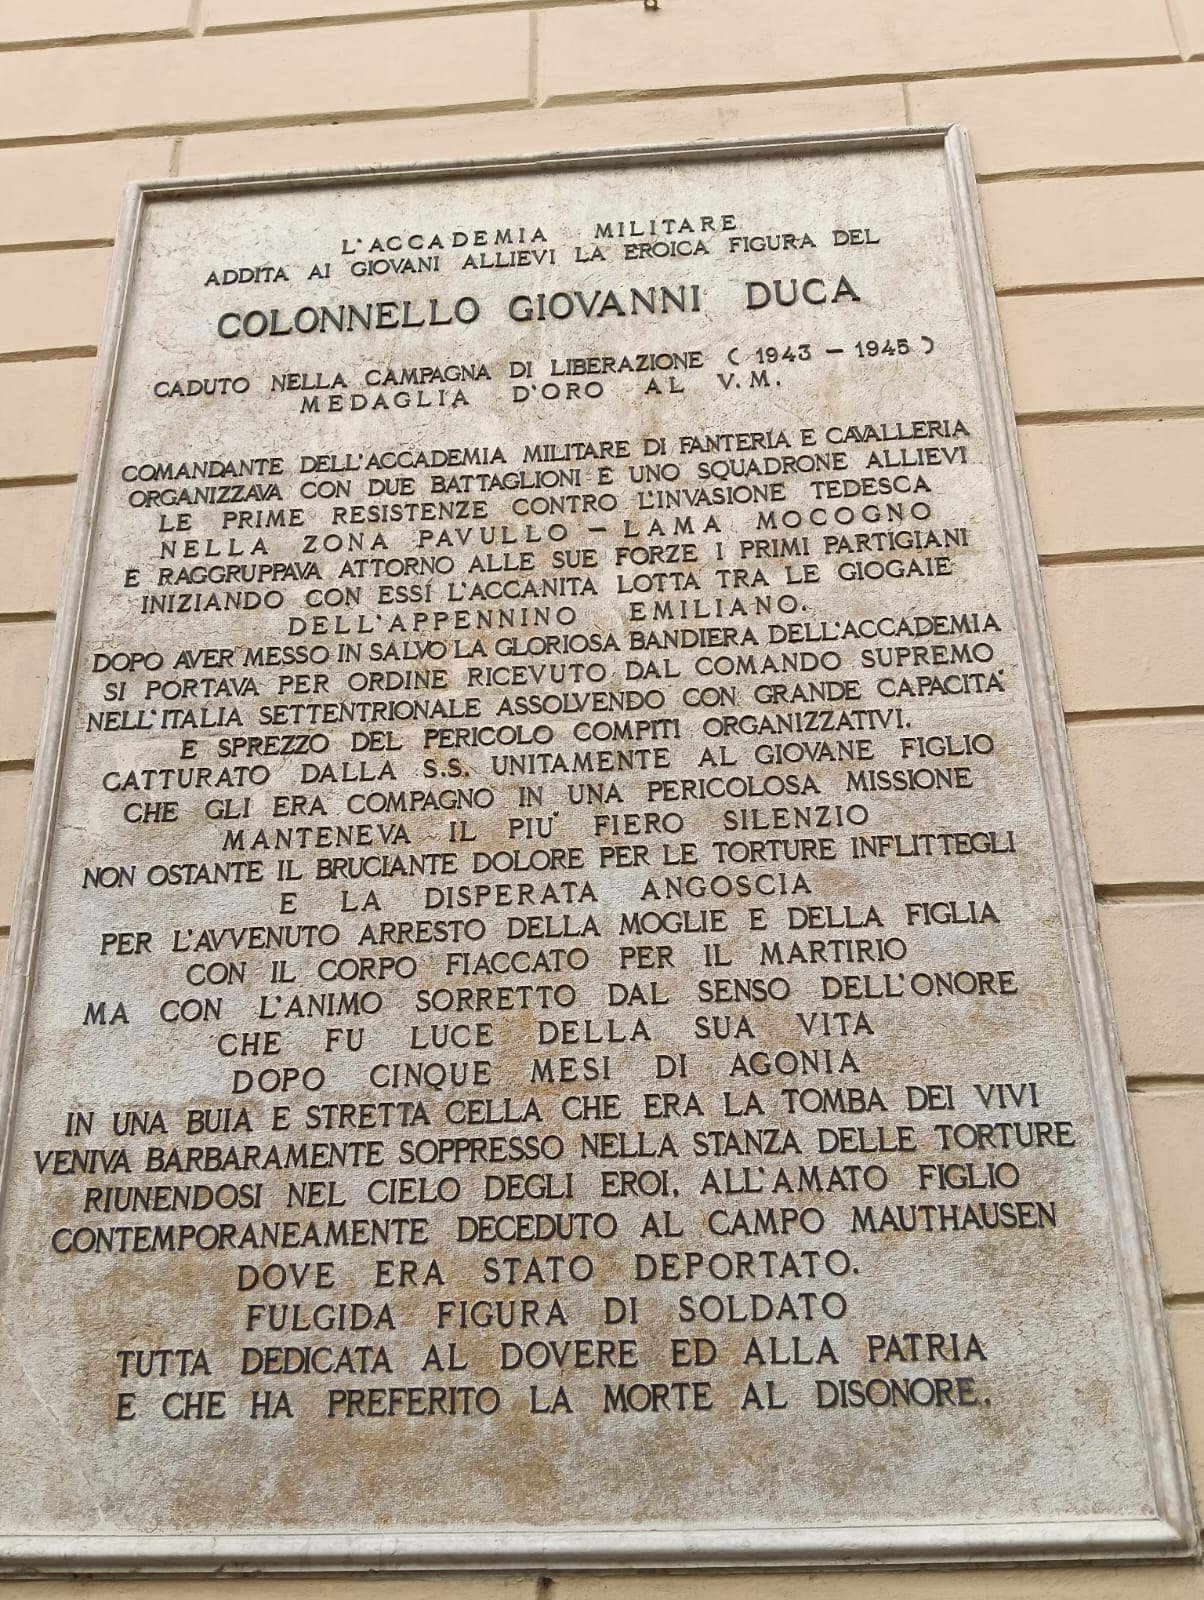 L'ACCADEMIA MILITARE
ADDITA AI GIOVANI ALLIEVI LA EROICA FIGURA DEL
COLONNELLO GIOVANNI DUCA
CADUTO NELLA CAMPAGNA DI LIBERAZIONE ( 1943 - 1945 )
MEDAGLIA D'ORO AL V.M.
COMANDANTE DELL'ACCADEMIA MILITARE DI FANTERIA E CAVALLERIA
ORGANIZZAVA CON DUE BATTAGLIONI E UNO SQUADRONE ALLIEVI
LE PRIME RESISTENZE CONTRO L'INVASIONE TEDESCA
NELLA ZONA PAVULLO - LAMA MOCOGNO
E RAGGRUPPAVA ATTORNO ALLE SUE FORZE I PRIMI PARTIGIANI
INIZIANDO CON ESSI L'ACCANITA LOTTA TRA LE GIOGAIE
DELL'APPENNINO EMILIANO.
DOPO AVER MESSO IN SALVO LA GLORIOSA BANDIERA DELL'ACCADEMIA
SI PORTAVA PER ORDINE RICEVUTO DAL COMANDO SUPREMO
NELL'ITALIA SETTENTRIONALE ASSOLVENDO CON GRANDE CAPACITA'
E SPREZZO DEL PERICOLO COMPITI ORGANIZZATIVI.
CATTURATO DALLA S.S. UNITAMENTE AL GIOVANE FIGLIO
CHE GLI ERA COMPAGNO IN UNA PERICOLOSA MISSIONE
MANTENEVA IL PIU' FIERO SILENZIO
NON OSTANTE IL BRUCIANTE DOLORE PER LE TORTURE INFLITTEGLI
E LA DISPERATA ANGOSCIA
PER L'AVVENUTO ARRESTO DELLA MOGLIE E DELLA FIGLIA
CON IL CORPO FIACCATO PER IL MARTIRIO
MA CON L'ANIMO SORRETTO DAL SENSO DELL'ONORE
CHE FU LUCE DELLA SUA VITA
DOPO CINQUE MESI DI AGONIA
IN UNA BUIA E STRETTA CELLA CHE ERA LA TOMBA DEI VIVI
VENIVA BARBARAMENTE SOPPRESSO NELLA STANZA DELLE TORTURE
RIUNENDOSI NEL CIELO DEGLI EROI, ALL'AMATO FIGLIO
CONTEMPORANEAMENTE DECEDUTO AL CAMPO MAUTHAUSEN
DOVE ERA STATO DEPORTATO.
FULGIDA FIGURA DI SOLDATO
TUTTA DEDICATA AL DOVERE ED ALLA PATRIA
E CHE HA PREFERITO LA MORTE AL DISONORE.